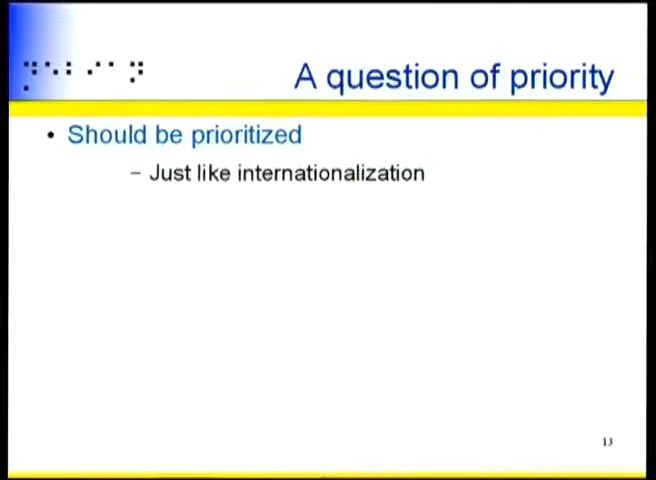 A question of priority
• Should be prioritized
– Just like internationalization
13